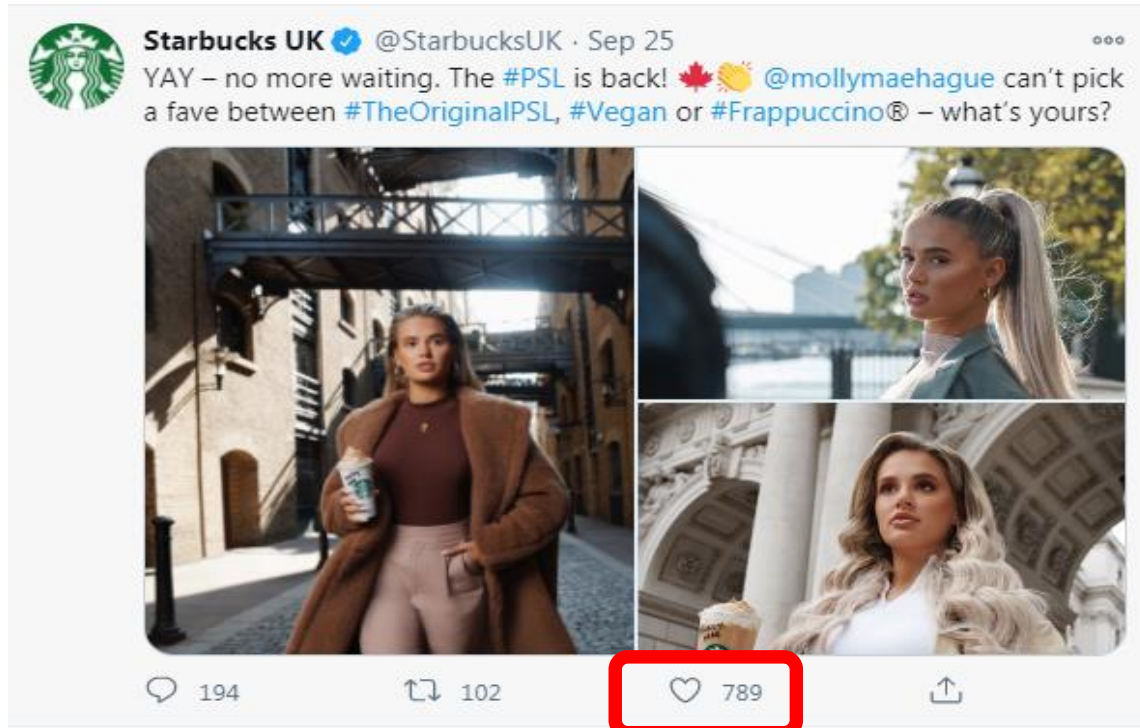 Starbucks UK @StarbucksUK · Sep 25
YAY – no more waiting. The #PSL is back! 🍁👏 @mollymaehague can't pick
a fave between #TheOriginalPSL, #Vegan or #Frappuccino® – what's yours?
194 102 789